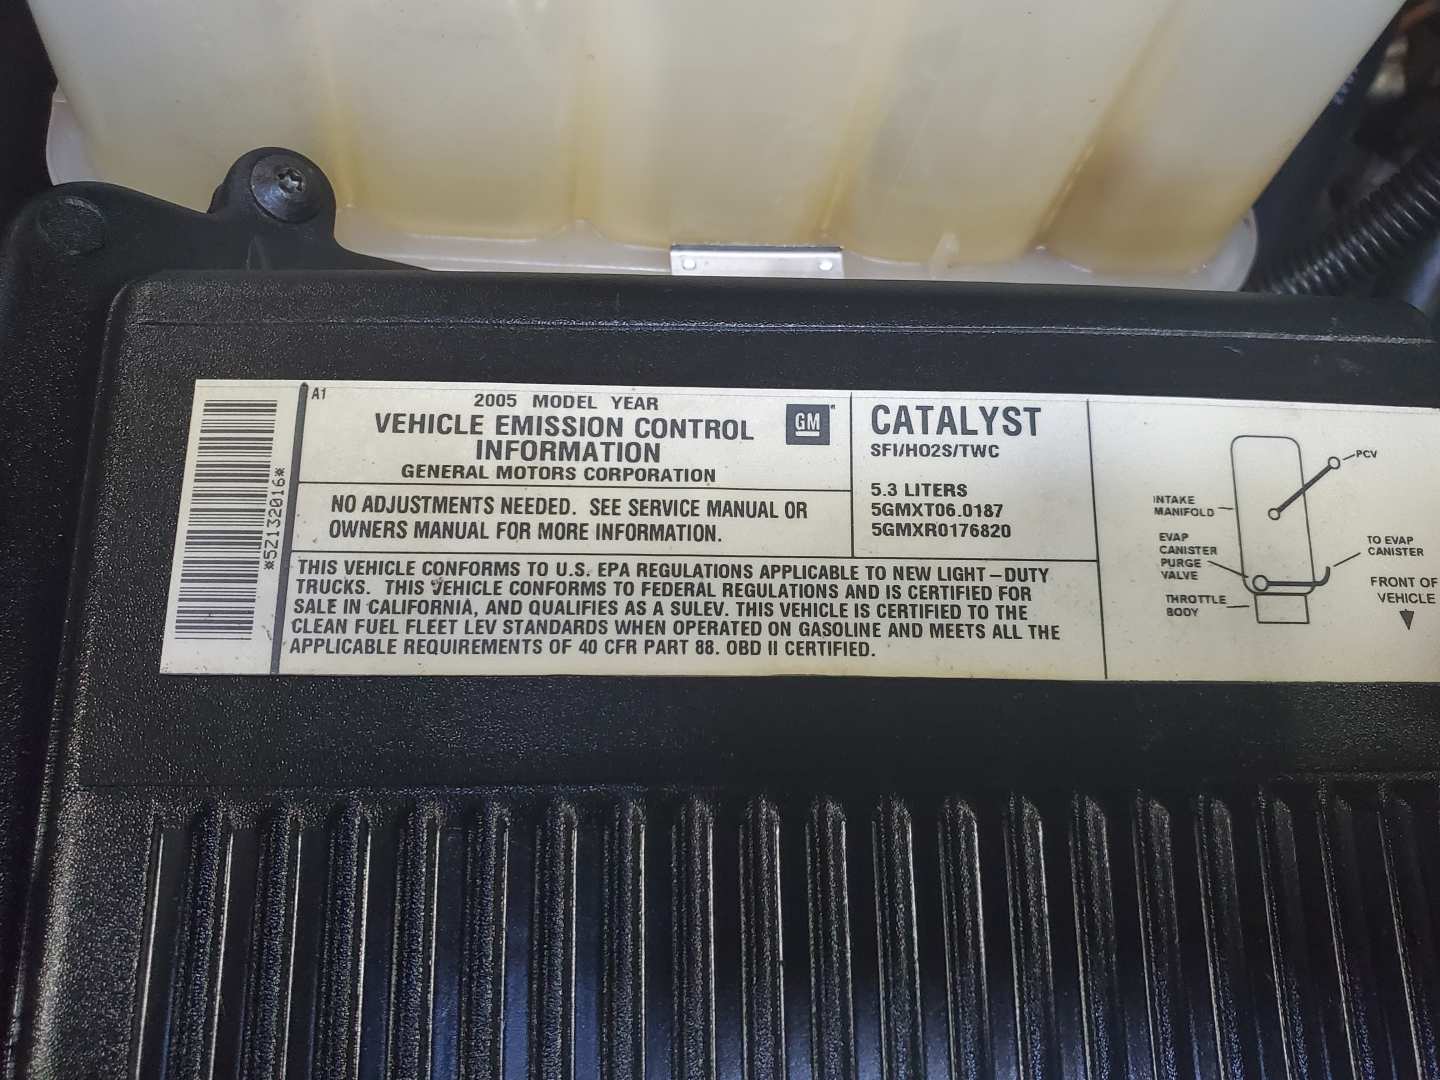 *5Z132016*
A1
2005 MODEL YEAR
VEHICLE EMISSION CONTROL
INFORMATION
GENERAL MOTORS CORPORATION
GM
NO ADJUSTMENTS NEEDED. SEE SERVICE MANUAL OR
OWNERS MANUAL FOR MORE INFORMATION.
CATALYST
SFI/HO2S/TWC
5.3 LITERS
5GMXT06.0187
5GMXR0176820
THIS VEHICLE CONFORMS TO U.S. EPA REGULATIONS APPLICABLE TO NEW LIGHT-DUTY
TRUCKS. THIS VEHICLE CONFORMS TO FEDERAL REGULATIONS AND IS CERTIFIED FOR
SALE IN CALIFORNIA, AND QUALIFIES AS A SULEV. THIS VEHICLE IS CERTIFIED TO THE
CLEAN FUEL FLEET LEV STANDARDS WHEN OPERATED ON GASOLINE AND MEETS ALL THE
APPLICABLE REQUIREMENTS OF 40 CFR PART 88. OBD II CERTIFIED.
PCV
INTAKE
MANIFOLD
EVAP
CANISTER
PURGE
VALVE
THROTTLE
BODY
TO EVAP
CANISTER
FRONT OF
VEHICLE